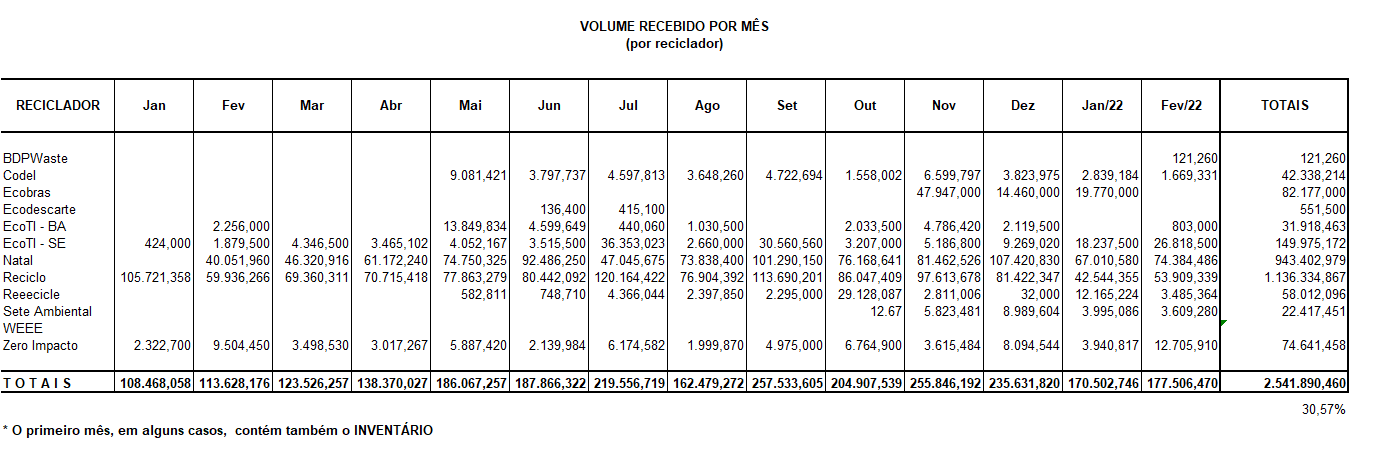 VOLUME RECEBIDO POR MÊS
(por reciclador)
RECICLADOR Jan Fev Mar Abr Mai Jun Jul Ago Set Out Nov Dez Jan/22 Fev/22 TOTAIS
BDPWaste 121,260 121,260
Codel 9.081,421 3.797,737 4.597,813 3.648,260 4.722,694 1.558,002 6.599,797 3.823,975 2.839,184 1.669,331 42.338,214
Ecobras 47.947,000 14.460,000 19.770,000 82.177,000
Ecodescarte 136,400 415,100 551,500
EcoTI - BA 2.256,000 13.849,834 4.599,649 440,060 1.030,500 2.033,500 4.786,420 2.119,500 803,000 31.918,463
EcoTI - SE 424,000 1.879,500 4.346,500 3.465,102 4.052,167 3.515,500 36.353,023 2.660,000 30.560,560 3.207,000 5.186,800 9.269,020 18.237,500 26.818,500 149.975,172
Natal 40.051,960 46.320,916 61.172,240 74.750,325 92.486,250 47.045,675 73.838,400 101.290,150 76.168,641 81.462,526 107.420,830 67.010,580 74.384,486 943.402,979
Reciclo 105.721,358 59.936,266 69.360,311 70.715,418 77.863,279 80.442,092 120.164,422 76.904,392 113.690,201 86.047,409 97.613,678 81.422,347 42.544,355 53.909,339 1.136.334,867
Reeecicle 582,811 748,710 4.366,044 2.397,850 2.295,000 29.128,087 2.811,006 32,000 12.165,224 3.485,364 58.012,096
Sete Ambiental 12.67 5.823,481 8.989,604 3.995,086 3.609,280 22.417,451
WEEE
Zero Impacto 2.322,700 9.504,450 3.498,530 3.017,267 5.887,420 2.139,984 6.174,582 1.999,870 4.975,000 6.764,900 3.615,484 8.094,544 3.940,817 12.705,910 74.641,458
T O T A I S 108.468,058 113.628,176 123.526,257 138.370,027 186.067,257 187.866,322 219.556,719 162.479,272 257.533,605 204.907,539 255.846,192 235.631,820 170.502,746 177.506,470 2.541.890,460
30,57%
* O primeiro mês, em alguns casos, contém também o INVENTÁRIO